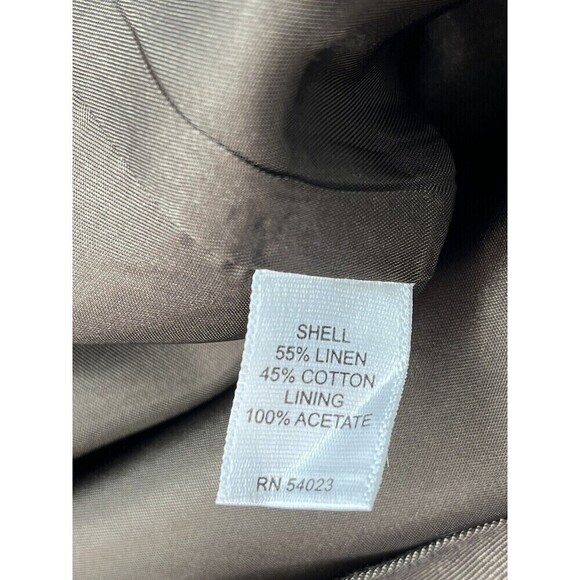 SHELL
55% LINEN
45% COTTON
LINING
100% ACETATE
RN 54023